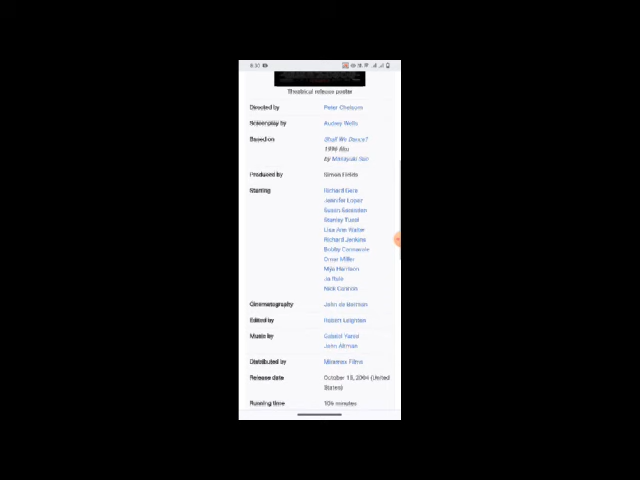 Theatrical release poster
Directed by Peter Chelsom
Screenplay by Audrey Wells
Based on Shall We Dance?
1996 film
by Masayuki Suo
Produced by Simon Fields
Starring Richard Gere
Jennifer Lopez
Susan Sarandon
Stanley Tucci
Lisa Ann Walter
Richard Jenkins
Bobby Cannavale
Omar Miller
Mya Harrison
Ja Rule
Nick Cannon
Cinematography John de Borman
Edited by Robert Leighton
Music by Gabriel Yared
John Altman
Distributed by Miramax Films
Release date October 15, 2004 (United
States)
Running time 106 minutes